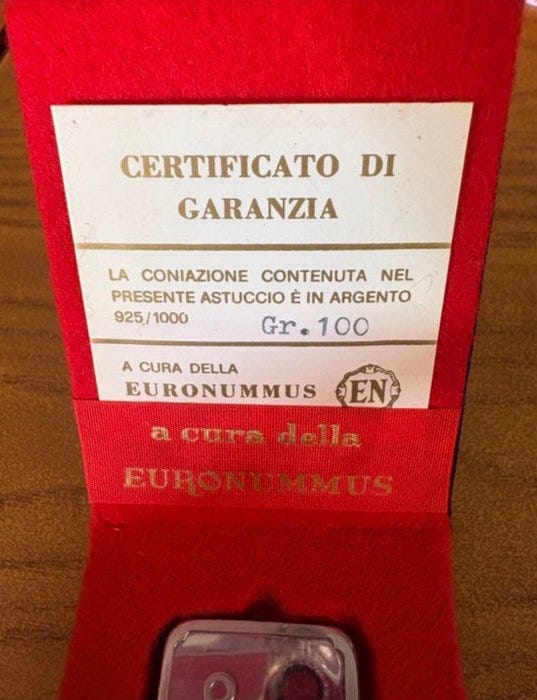 CERTIFICATO DI
GARANZIA
LA CONIAZIONE CONTENUTA NEL
PRESENTE ASTUCCIO È IN ARGENTO
925/1000 Gr.100
A CURA DELLA
EURONUMMUS EN
a cura della
EURONUMMUS